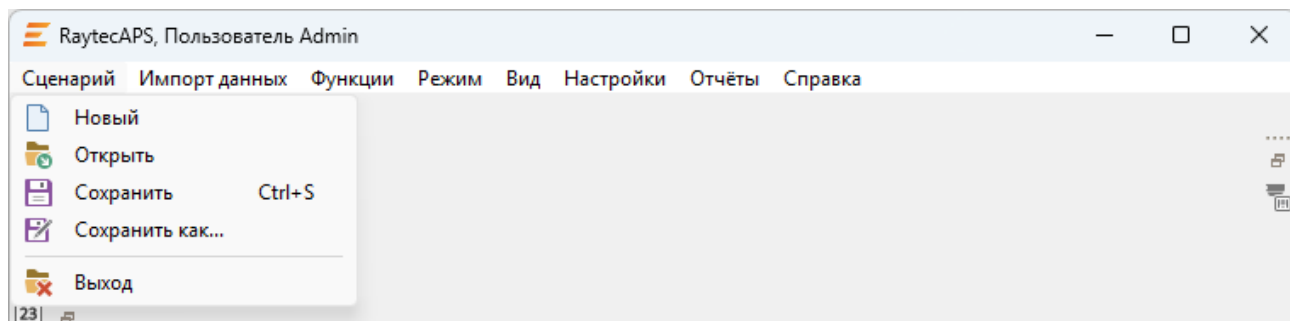 RaytecAPS, Пользователь Admin
Сценарий Импорт данных Функции Режим Вид Настройки Отчёты Справка
Новый
Открыть
Сохранить Ctrl+S
Сохранить как...
Выход
|23|